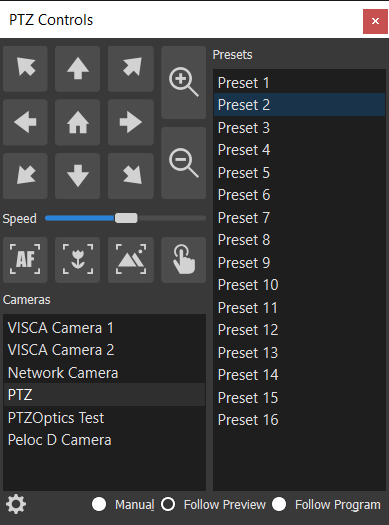 PTZ Controls
Speed
AF
Cameras
VISCA Camera 1
VISCA Camera 2
Network Camera
PTZ
PTZOptics Test
Peloc D Camera
Presets
Preset 1
Preset 2
Preset 3
Preset 4
Preset 5
Preset 6
Preset 7
Preset 8
Preset 9
Preset 10
Preset 11
Preset 12
Preset 13
Preset 14
Preset 15
Preset 16
Manual Follow Preview Follow Program